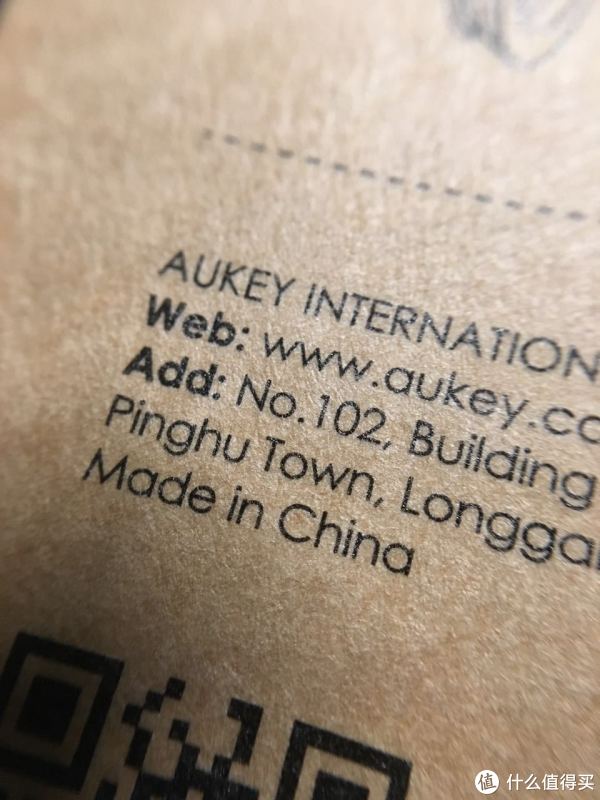 AUKEY INTERNATION
Web: www.aukey.co
Add: No.102, Building
Pinghu Town, Longgan
Made in China
值 什么值得买